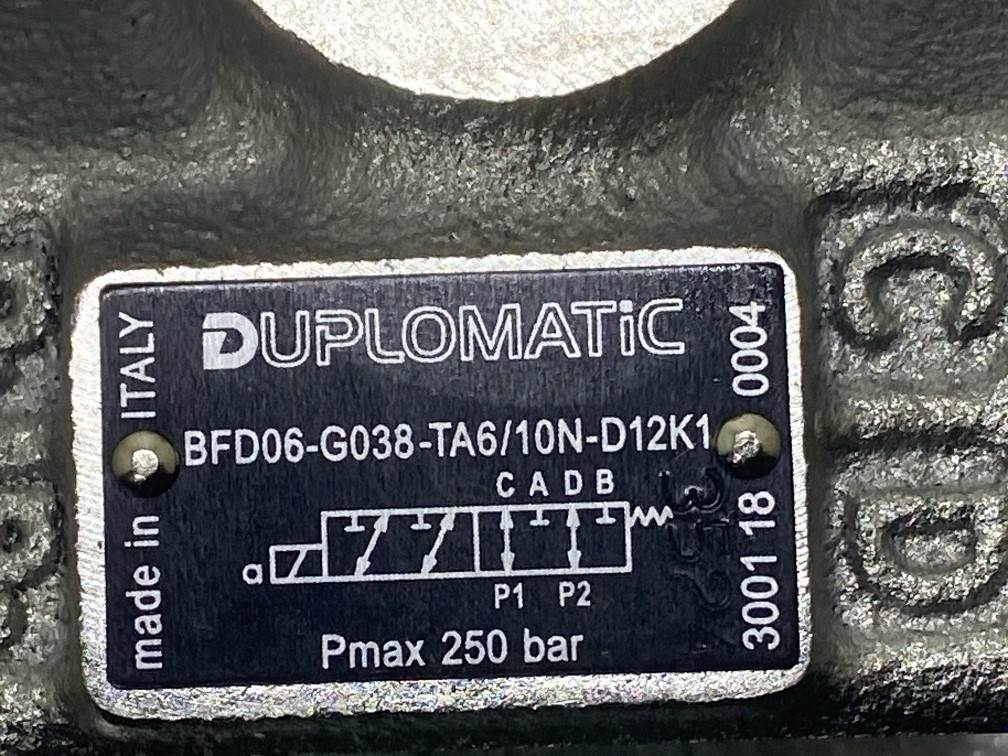 DUPLOMATiC
BFD06-G038-TA6/10N-D12K1
C A D B
a
P1 P2
Pmax 250 bar
made in ITALY
3001 18 0004
C
D